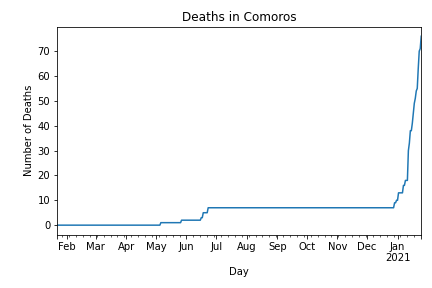 Deaths in Comoros
Number of Deaths
70
60
50
40
30
20
10
0
Feb Mar Apr May Jun Jul Aug Sep Oct Nov Dec Jan
2021
Day